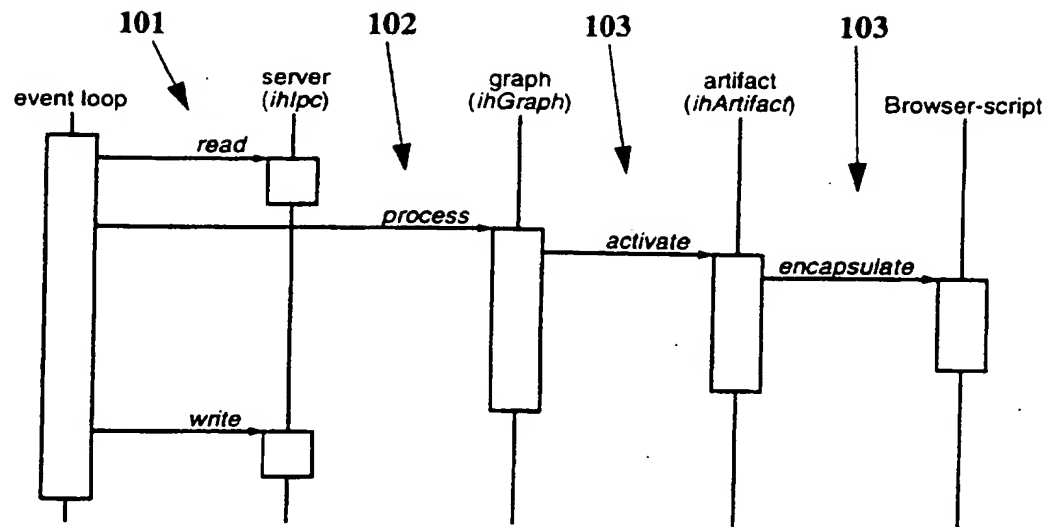 101
102
103
103
event loop
server
(ihIpc)
graph
(ihGraph)
artifact
(ihArtifact)
Browser-script
read
process
activate
encapsulate
write